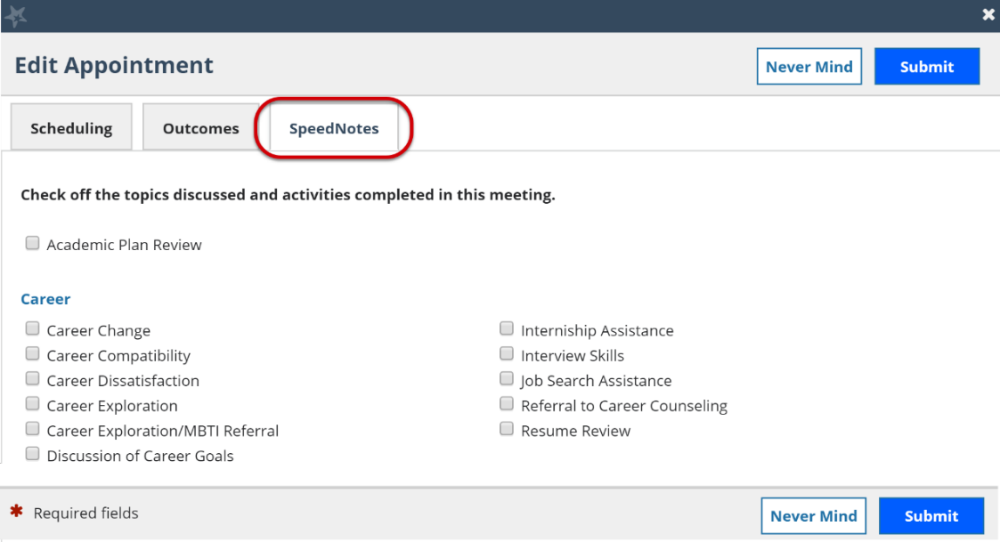 Edit Appointment
Never Mind
Submit
Scheduling
Outcomes
SpeedNotes
Check off the topics discussed and activities completed in this meeting.
Academic Plan Review
Career
Career Change
Career Compatibility
Career Dissatisfaction
Career Exploration
Career Exploration/MBTI Referral
Discussion of Career Goals
Interniship Assistance
Interview Skills
Job Search Assistance
Referral to Career Counseling
Resume Review
* Required fields
Never Mind
Submit